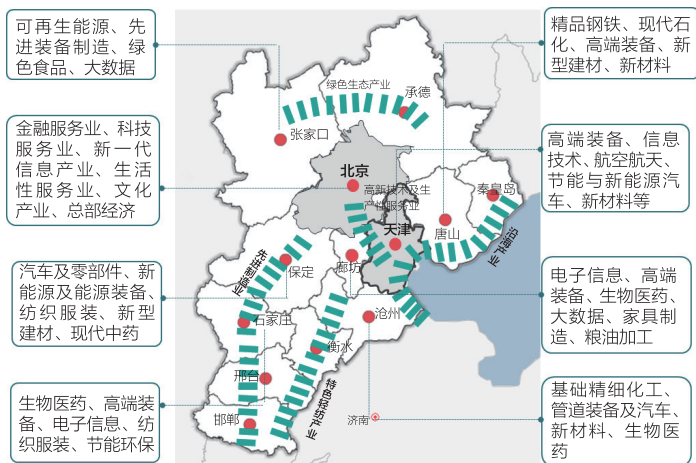 可再生能源、先
进装备制造、绿
色食品、大数据
金融服务业、科技
服务业、新一代
信息产业、生活
性服务业、文化
产业、总部经济
汽车及零部件、新
能源及能源装备、
纺织服装、新型
建材、现代中药
生物医药、高端装
备、电子信息、纺
织服装、节能环保
绿色生态产业
承德
张家口
北京
高新技术及生
产性服务业
秦皇岛
唐山
天津
沿海产业
先进制造业
保定
廊坊
石家庄
沧州
衡水
邢台
特色轻纺产业
邯郸
济南
精品钢铁、现代石
化、高端装备、新
型建材、新材料
高端装备、信息
技术、航空航天、
节能与新能源汽
车、新材料等
电子信息、高端
装备、生物医药、
大数据、家具制
造、粮油加工
基础精细化工、
管道装备及汽车、
新材料、生物医
药